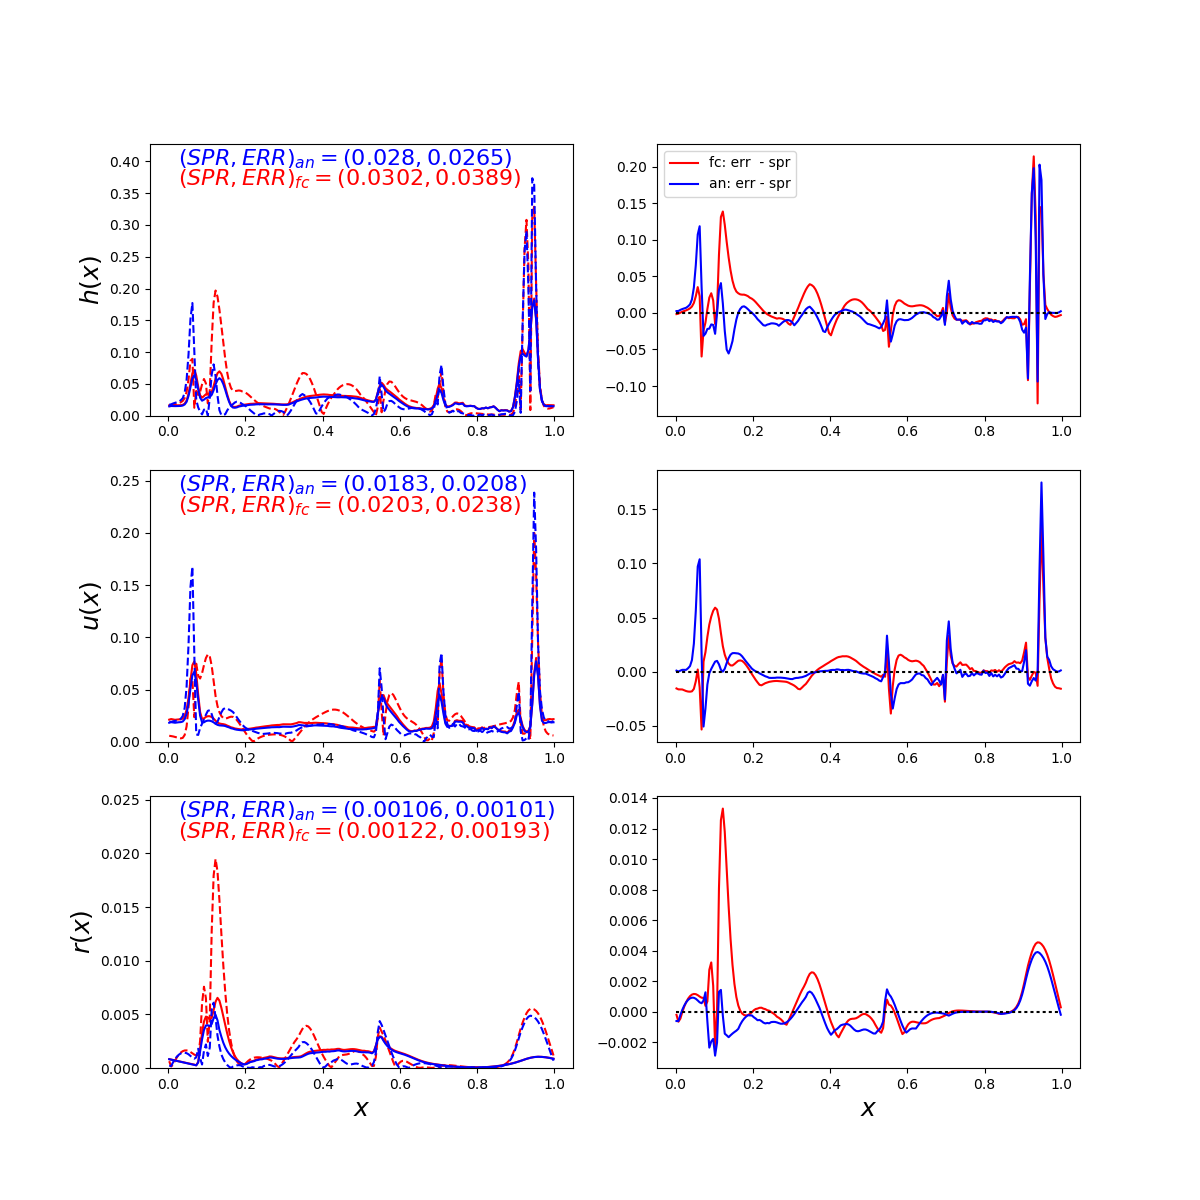 (SPR, ERR)_{an} = (0.028, 0.0265)
(SPR, ERR)_{fc} = (0.0302, 0.0389)
h(x)
0.40
0.35
0.30
0.25
0.20
0.15
0.10
0.05
0.00
0.0 0.2 0.4 0.6 0.8 1.0
fc: err - spr
an: err - spr
0.20
0.15
0.10
0.05
0.00
−0.05
−0.10
0.0 0.2 0.4 0.6 0.8 1.0
(SPR, ERR)_{an} = (0.0183, 0.0208)
(SPR, ERR)_{fc} = (0.0203, 0.0238)
u(x)
0.25
0.20
0.15
0.10
0.05
0.00
0.0 0.2 0.4 0.6 0.8 1.0
0.15
0.10
0.05
0.00
−0.05
0.0 0.2 0.4 0.6 0.8 1.0
(SPR, ERR)_{an} = (0.00106, 0.00101)
(SPR, ERR)_{fc} = (0.00122, 0.00193)
r(x)
0.025
0.020
0.015
0.010
0.005
0.000
0.0 0.2 0.4 0.6 0.8 1.0
x
0.014
0.012
0.010
0.008
0.006
0.004
0.002
0.000
−0.002
0.0 0.2 0.4 0.6 0.8 1.0
x